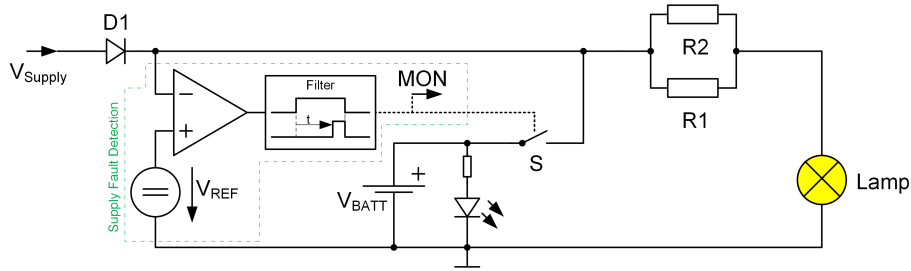 D1
VSupply
Supply Fault Detection
−
+
Filter
t
MON
VREF
VBATT
+
S
R2
R1
Lamp